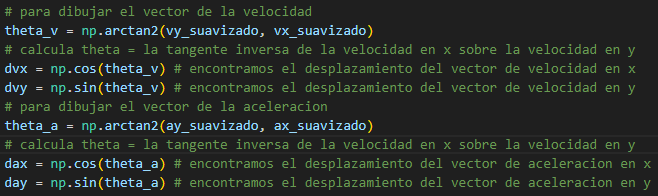 # para dibujar el vector de la velocidad
theta_v = np.arctan2(vy_suavizado, vx_suavizado)
# calcula theta = la tangente inversa de la velocidad en x sobre la velocidad en y
dvx = np.cos(theta_v) # encontramos el desplazamiento del vector de velocidad en x
dvy = np.sin(theta_v) # encontramos el desplazamiento del vector de velocidad en y
# para dibujar el vector de la aceleracion
theta_a = np.arctan2(ay_suavizado, ax_suavizado)
# calcula theta = la tangente inversa de la velocidad en x sobre la velocidad en y
dax = np.cos(theta_a) # encontramos el desplazamiento del vector de aceleracion en x
day = np.sin(theta_a) # encontramos el desplazamiento del vector de aceleracion en y